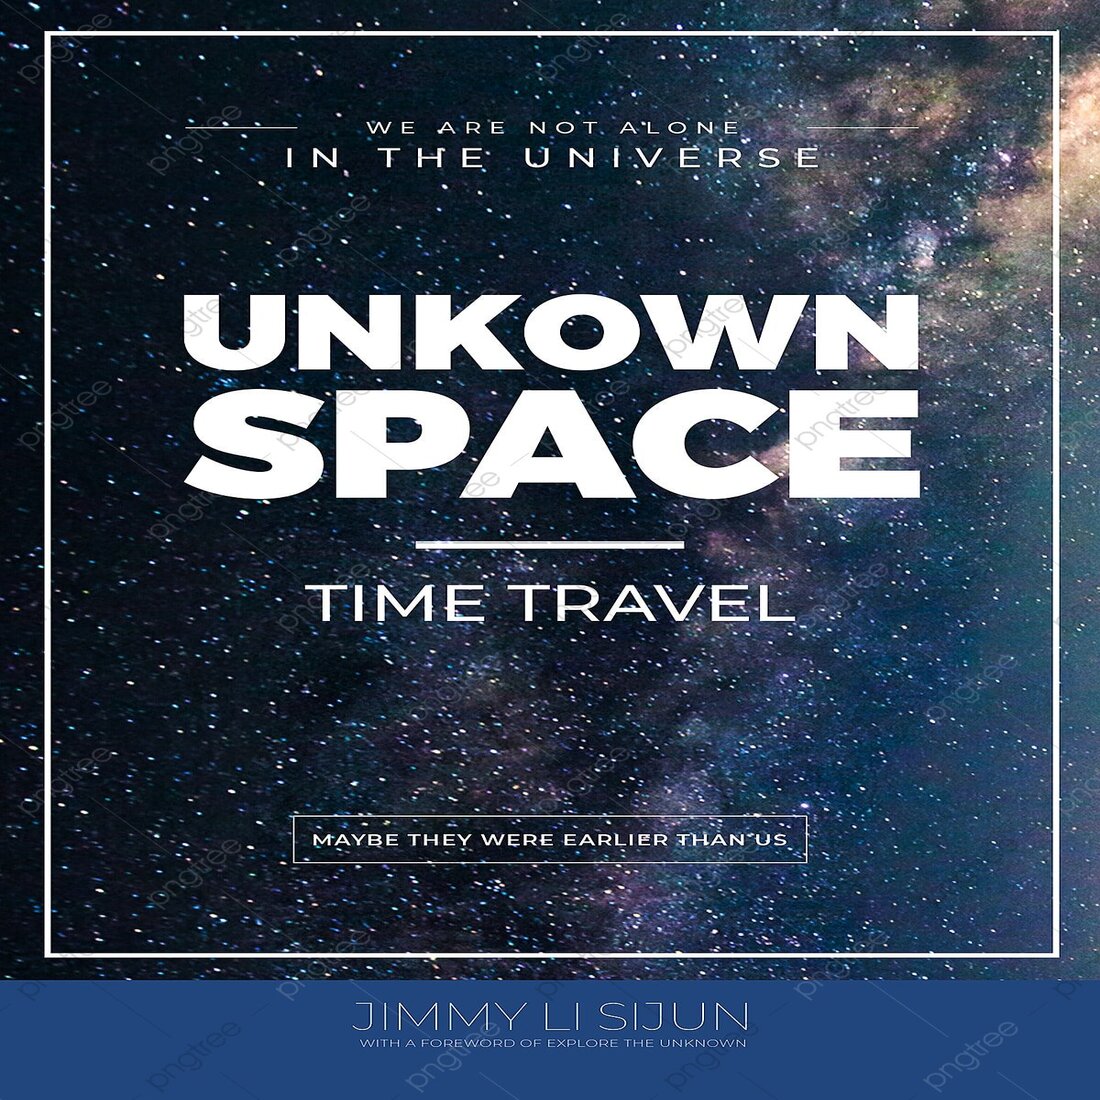 WE ARE NOT ALONE
IN THE UNIVERSE
UNKOWN
SPACE
TIME TRAVEL
MAYBE THEY WERE EARLIER THAN US
JIMMY LI SIJUN
WITH A FOREWORD OF EXPLORE THE UNKNOWN
pngtree